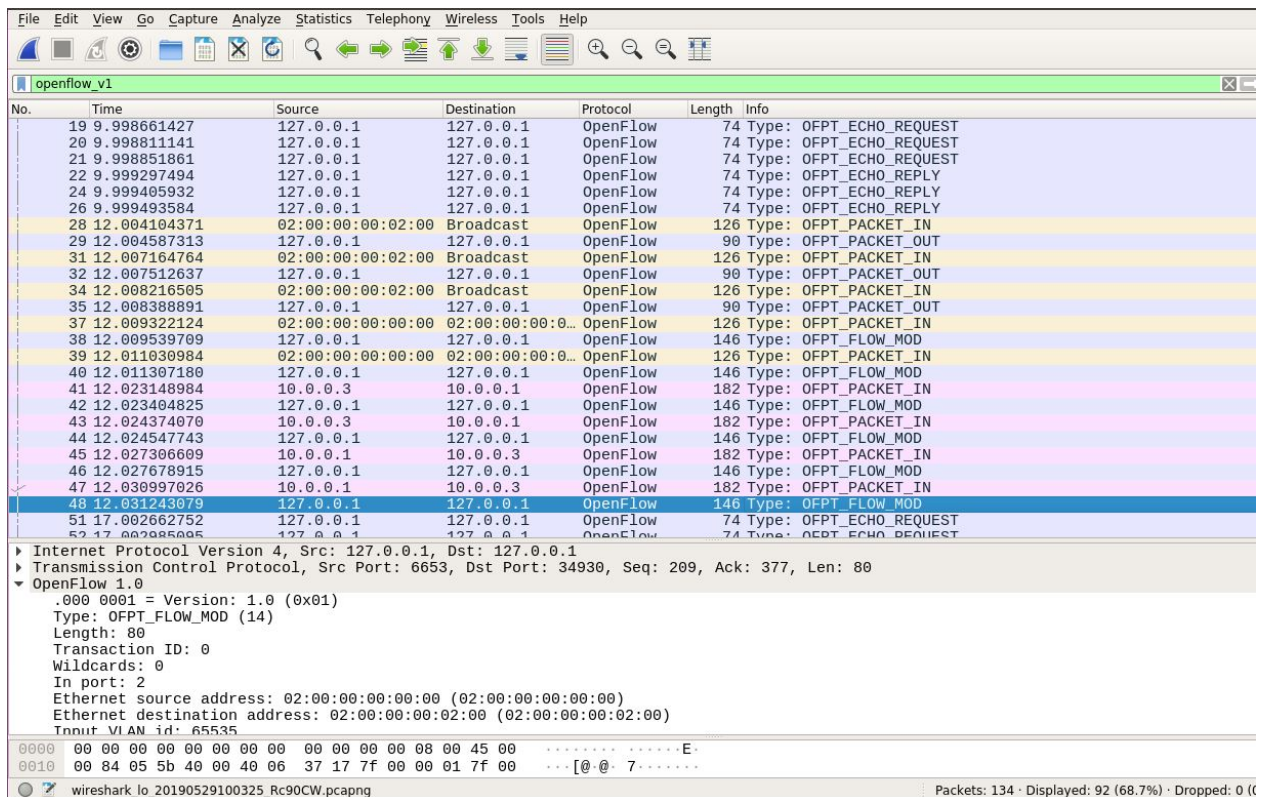 File Edit View Go Capture Analyze Statistics Telephony Wireless Tools Help
openflow_v1
No. Time Source Destination Protocol Length Info
19 9.998661427 127.0.0.1 127.0.0.1 OpenFlow 74 Type: OFPT_ECHO_REQUEST
20 9.998811141 127.0.0.1 127.0.0.1 OpenFlow 74 Type: OFPT_ECHO_REQUEST
21 9.998851861 127.0.0.1 127.0.0.1 OpenFlow 74 Type: OFPT_ECHO_REQUEST
22 9.999297494 127.0.0.1 127.0.0.1 OpenFlow 74 Type: OFPT_ECHO_REPLY
24 9.999405932 127.0.0.1 127.0.0.1 OpenFlow 74 Type: OFPT_ECHO_REPLY
26 9.999493584 127.0.0.1 127.0.0.1 OpenFlow 74 Type: OFPT_ECHO_REPLY
28 12.004104371 02:00:00:00:02:00 Broadcast OpenFlow 126 Type: OFPT_PACKET_IN
29 12.004587313 127.0.0.1 127.0.0.1 OpenFlow 90 Type: OFPT_PACKET_OUT
31 12.007164764 02:00:00:00:02:00 Broadcast OpenFlow 126 Type: OFPT_PACKET_IN
32 12.007512637 127.0.0.1 127.0.0.1 OpenFlow 90 Type: OFPT_PACKET_OUT
34 12.008216505 02:00:00:00:02:00 Broadcast OpenFlow 126 Type: OFPT_PACKET_IN
35 12.008388891 127.0.0.1 127.0.0.1 OpenFlow 90 Type: OFPT_PACKET_OUT
37 12.009322124 02:00:00:00:00:00 02:00:00:00:0… OpenFlow 126 Type: OFPT_PACKET_IN
38 12.009539709 127.0.0.1 127.0.0.1 OpenFlow 146 Type: OFPT_FLOW_MOD
39 12.011030984 02:00:00:00:00:00 02:00:00:00:0… OpenFlow 126 Type: OFPT_PACKET_IN
40 12.011307180 127.0.0.1 127.0.0.1 OpenFlow 146 Type: OFPT_FLOW_MOD
41 12.023148984 10.0.0.3 10.0.0.1 OpenFlow 182 Type: OFPT_PACKET_IN
42 12.023404825 127.0.0.1 127.0.0.1 OpenFlow 146 Type: OFPT_FLOW_MOD
43 12.024374070 10.0.0.3 10.0.0.1 OpenFlow 182 Type: OFPT_PACKET_IN
44 12.024547743 127.0.0.1 127.0.0.1 OpenFlow 146 Type: OFPT_FLOW_MOD
45 12.027306609 10.0.0.1 10.0.0.3 OpenFlow 182 Type: OFPT_PACKET_IN
46 12.027678915 127.0.0.1 127.0.0.1 OpenFlow 146 Type: OFPT_FLOW_MOD
47 12.030997026 10.0.0.1 10.0.0.3 OpenFlow 182 Type: OFPT_PACKET_IN
48 12.031243079 127.0.0.1 127.0.0.1 OpenFlow 146 Type: OFPT_FLOW_MOD
51 17.002662752 127.0.0.1 127.0.0.1 OpenFlow 74 Type: OFPT_ECHO_REQUEST
52 17.002985095 127.0.0.1 127.0.0.1 OpenFlow 74 Type: OFPT_ECHO_REQUEST
Internet Protocol Version 4, Src: 127.0.0.1, Dst: 127.0.0.1
Transmission Control Protocol, Src Port: 6653, Dst Port: 34930, Seq: 209, Ack: 377, Len: 80
OpenFlow 1.0
.000 0001 = Version: 1.0 (0x01)
Type: OFPT_FLOW_MOD (14)
Length: 80
Transaction ID: 0
Wildcards: 0
In port: 2
Ethernet source address: 02:00:00:00:00:00 (02:00:00:00:00:00)
Ethernet destination address: 02:00:00:00:02:00 (02:00:00:00:02:00)
Input VLAN id: 65535
0000 00 00 00 00 00 00 00 00 00 00 00 00 08 00 45 00 ········ ······E·
0010 00 84 05 5b 40 00 40 06 37 17 7f 00 00 01 7f 00 ···[@·@· 7·······
wireshark_lo_20190529100325_Rc90CW.pcapng Packets: 134 · Displayed: 92 (68.7%) · Dropped: 0 (